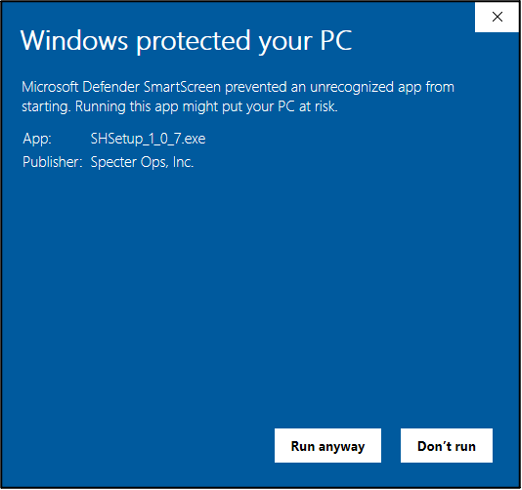 Windows protected your PC
Microsoft Defender SmartScreen prevented an unrecognized app from
starting. Running this app might put your PC at risk.
App: SHSetup_1_0_7.exe
Publisher: Specter Ops, Inc.
Run anyway Don’t run